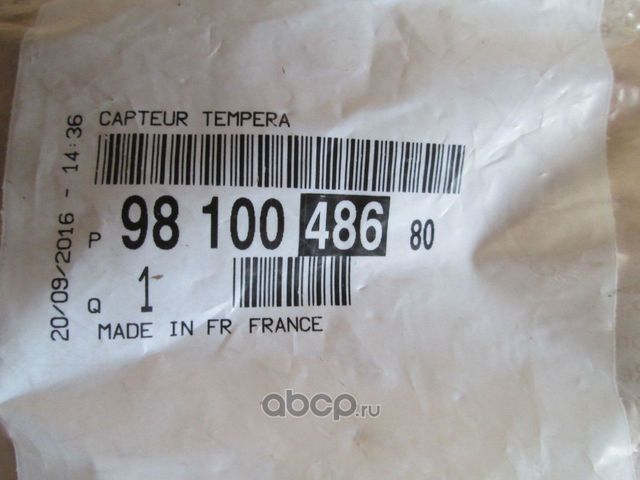 CAPTEUR TEMPERA
P 98 100 486 80
Q 1
MADE IN FR FRANCE
20/09/2016 - 14:36
abcp.ru